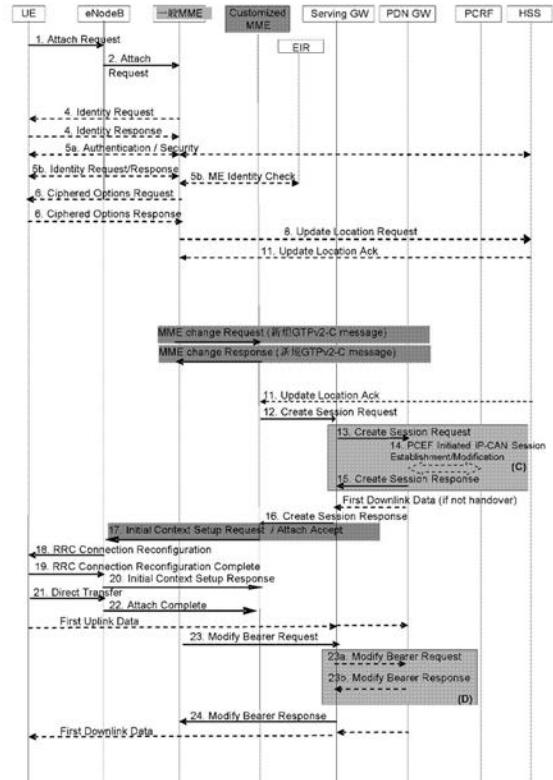 UE
eNodeB
一般MME
Customized
MME
Serving GW
PDN GW
PCRF
HSS
EIR
1. Attach Request
2. Attach
Request
4. Identity Request
4. Identity Response
5a. Authentication / Security
5b. Identity Request/Response
5b. ME Identity Check
6. Ciphered Options Request
6. Ciphered Options Response
8. Update Location Request
11. Update Location Ack
MME change Request (新規GTPv2-C message)
MME change Response (新規GTPv2-C message)
11. Update Location Ack
12. Create Session Request
13. Create Session Request
14. PCEF Initiated IP-CAN Session
Establishment/Modification
(C)
15. Create Session Response
First Downlink Data (if not handover)
16. Create Session Response
17. Initial Context Setup Request / Attach Accept
18. RRC Connection Reconfiguration
19. RRC Connection Reconfiguration Complete
20. Initial Context Setup Response
21. Direct Transfer
22. Attach Complete
First Uplink Data
23. Modify Bearer Request
23a. Modify Bearer Request
23b. Modify Bearer Response
(D)
24. Modify Bearer Response
First Downlink Data